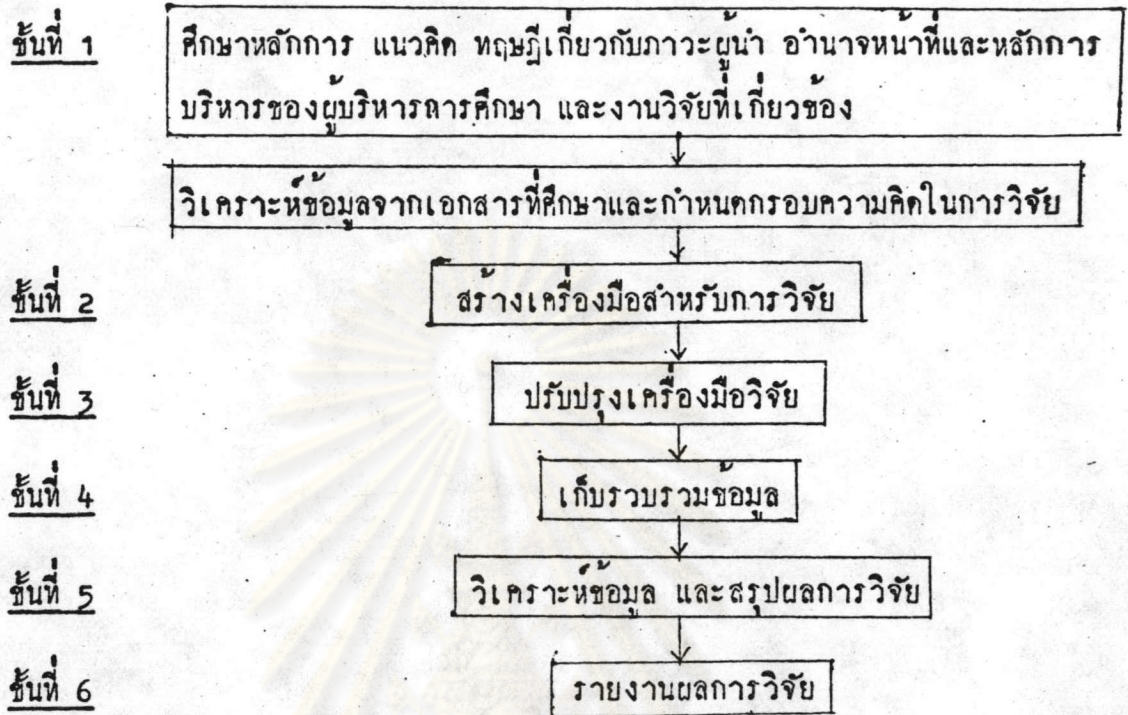 ขั้นที่ 1
ศึกษาหลักการ แนวคิด ทฤษฎีเกี่ยวกับภาวะผู้นำ อำนาจหน้าที่และหลักการ
บริหารของผู้บริหารการศึกษา และงานวิจัยที่เกี่ยวข้อง
วิเคราะห์ข้อมูลจากเอกสารที่ศึกษาและกำหนดกรอบความคิดในการวิจัย
ขั้นที่ 2
สร้างเครื่องมือสำหรับการวิจัย
ขั้นที่ 3
ปรับปรุงเครื่องมือวิจัย
ขั้นที่ 4
เก็บรวบรวมข้อมูล
ขั้นที่ 5
วิเคราะห์ข้อมูล และสรุปผลการวิจัย
ขั้นที่ 6
รายงานผลการวิจัย